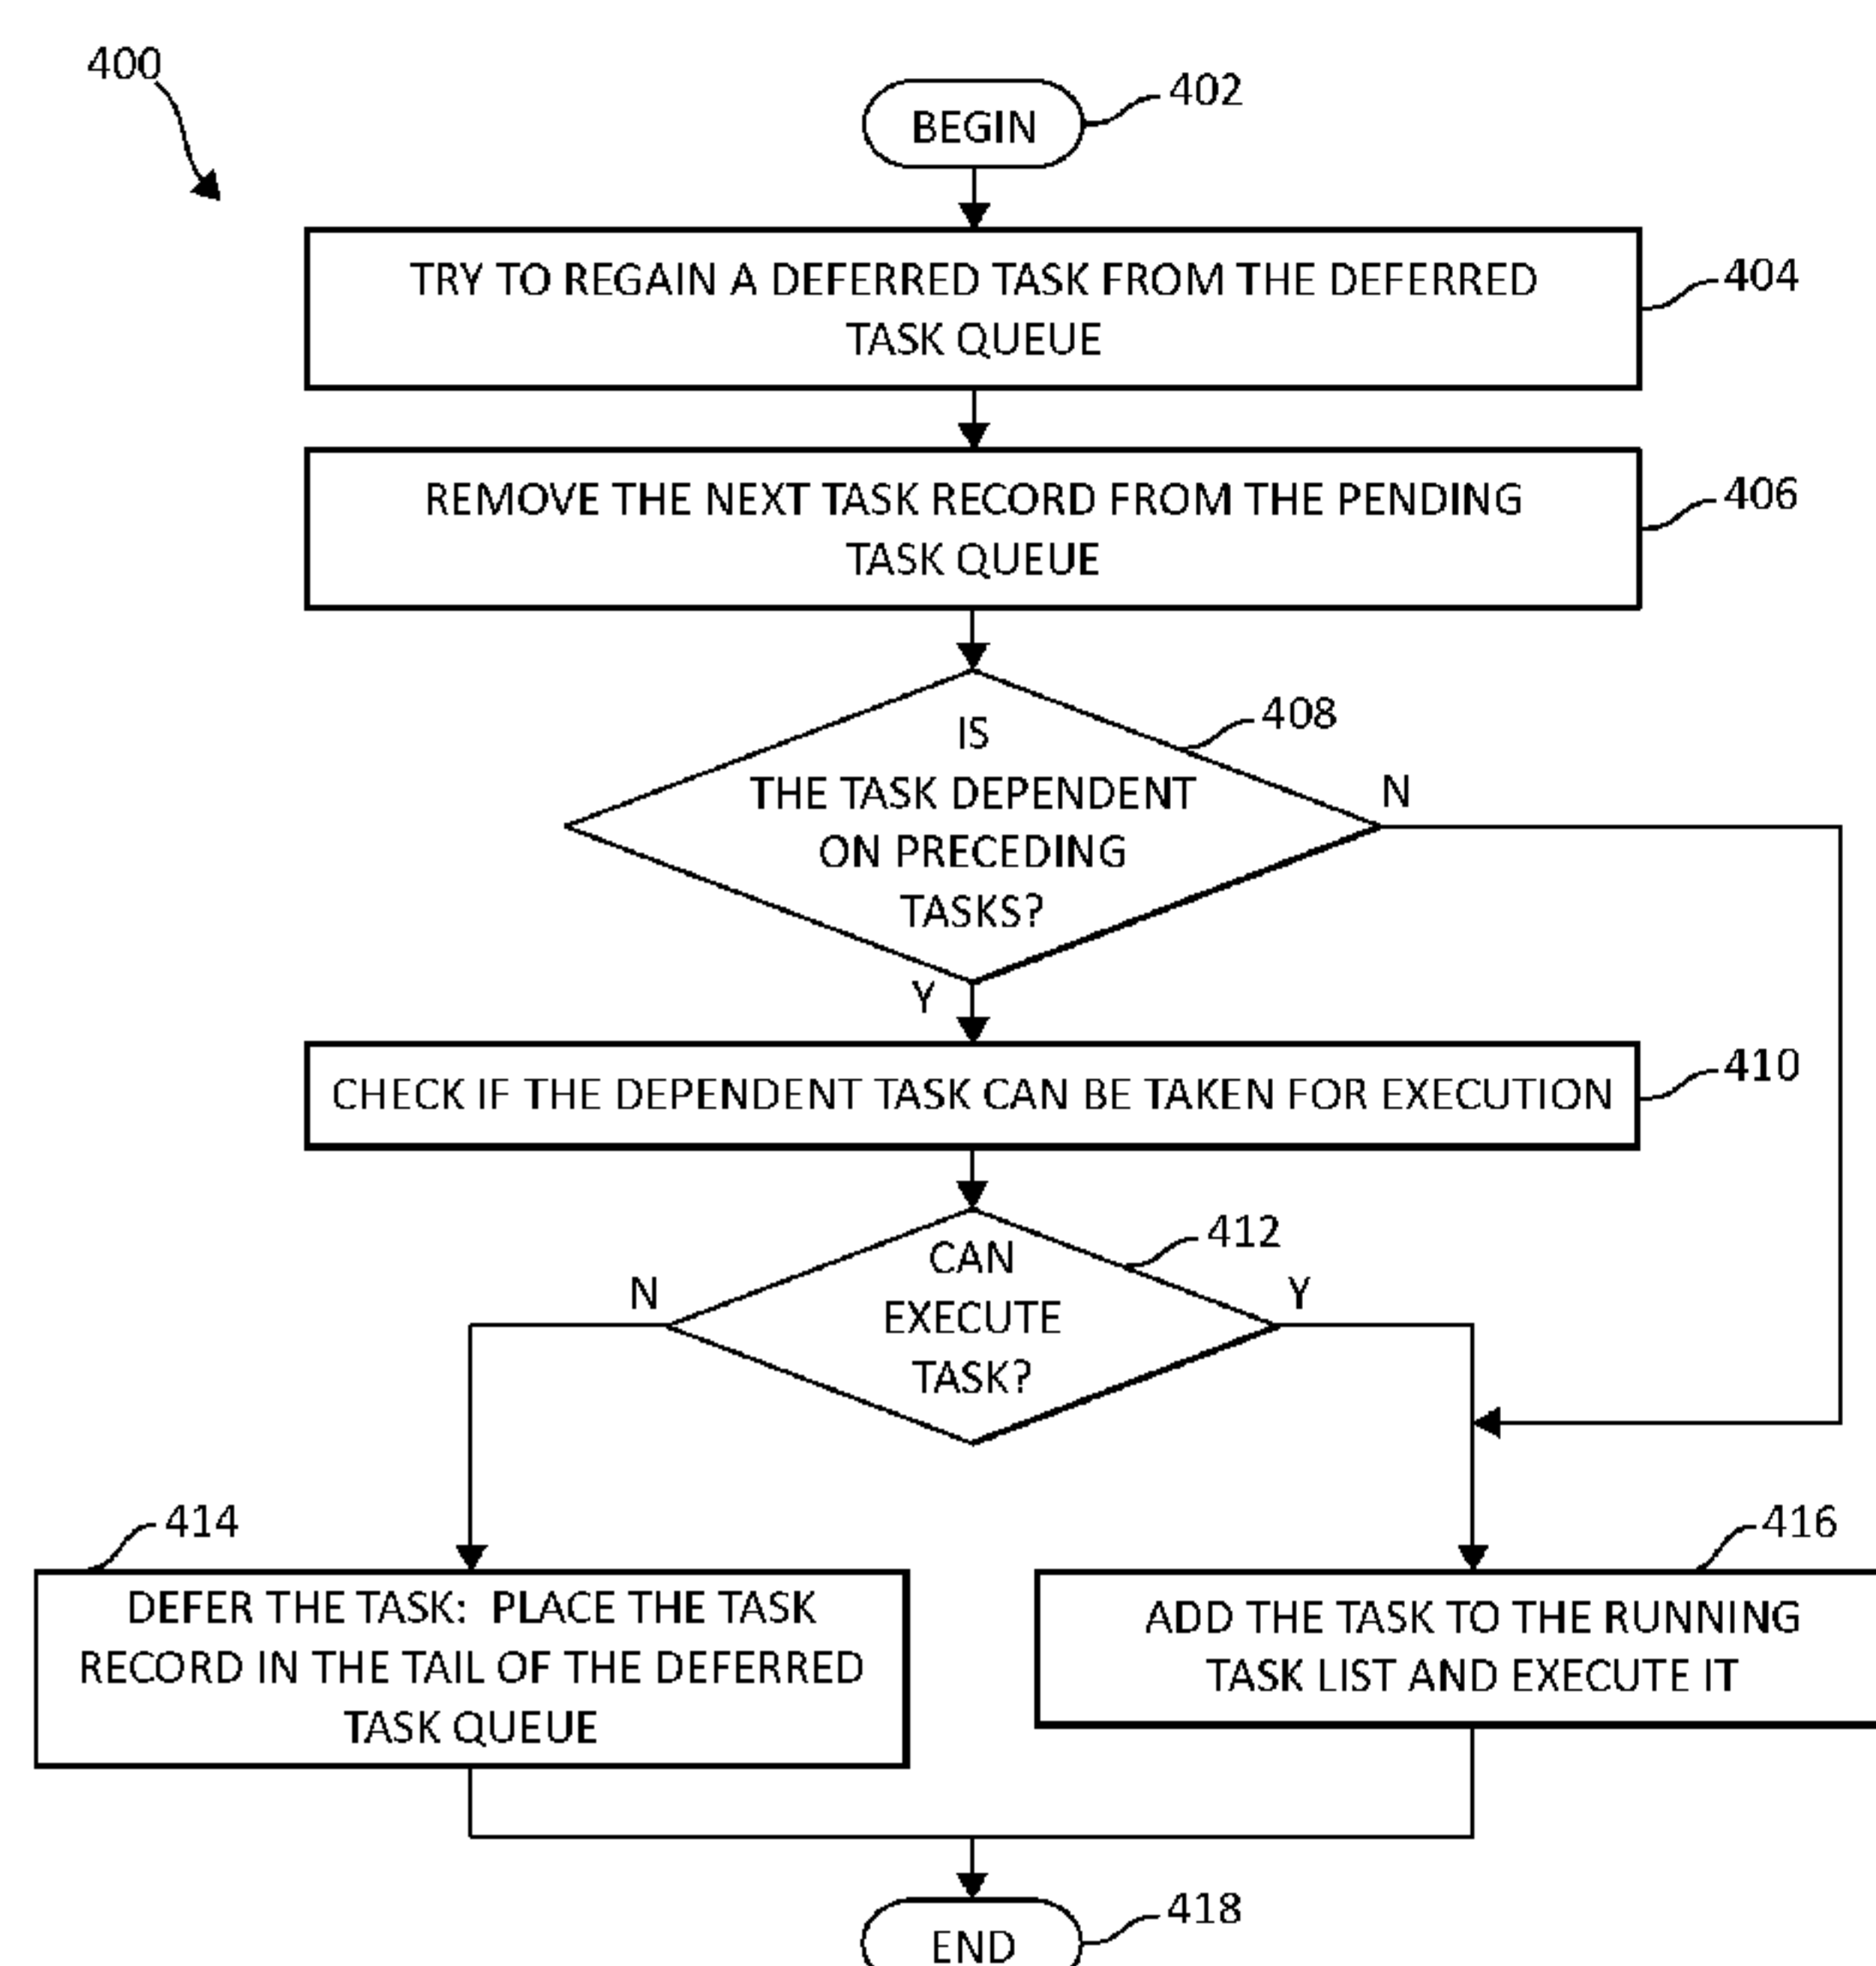 400
BEGIN
402
TRY TO REGAIN A DEFERRED TASK FROM THE DEFERRED
TASK QUEUE
404
REMOVE THE NEXT TASK RECORD FROM THE PENDING
TASK QUEUE
406
IS
THE TASK DEPENDENT
ON PRECEDING
TASKS?
408
N
Y
CHECK IF THE DEPENDENT TASK CAN BE TAKEN FOR EXECUTION
410
CAN
EXECUTE
TASK?
412
N
Y
414
DEFER THE TASK: PLACE THE TASK
RECORD IN THE TAIL OF THE DEFERRED
TASK QUEUE
416
ADD THE TASK TO THE RUNNING
TASK LIST AND EXECUTE IT
END
418